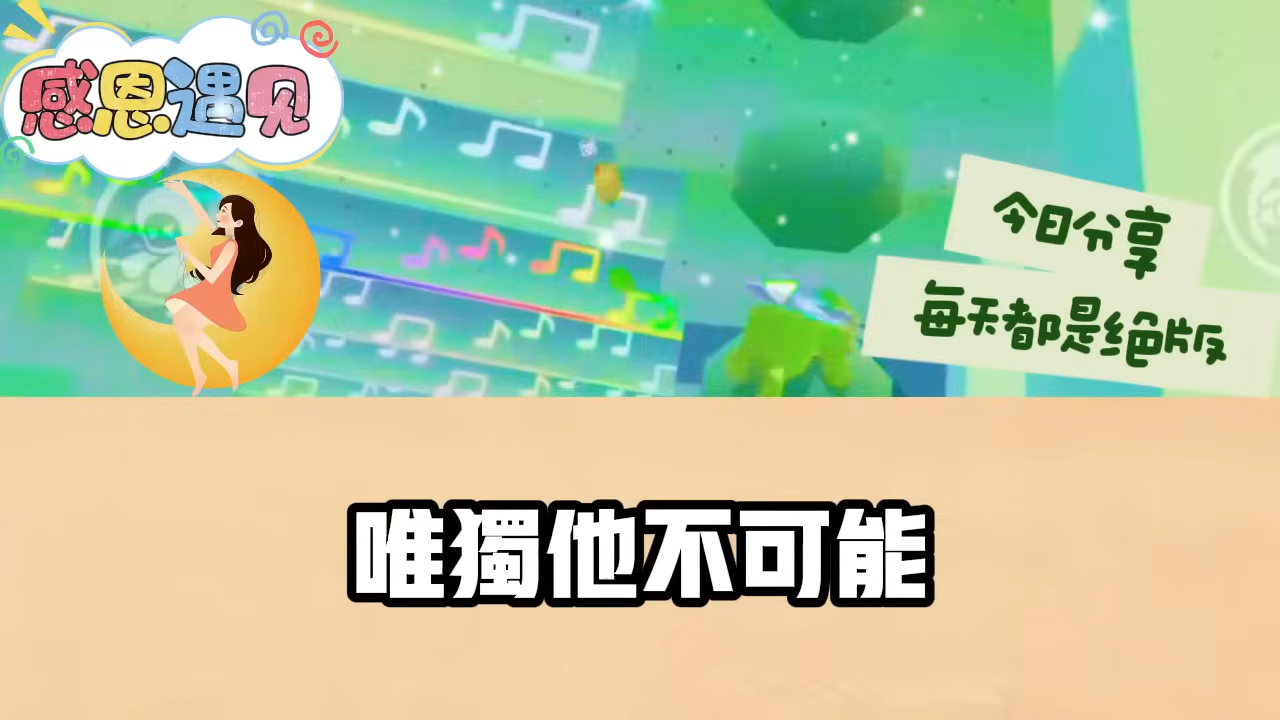 感恩遇见
今日分享
每天都是绝版
唯獨他不可能